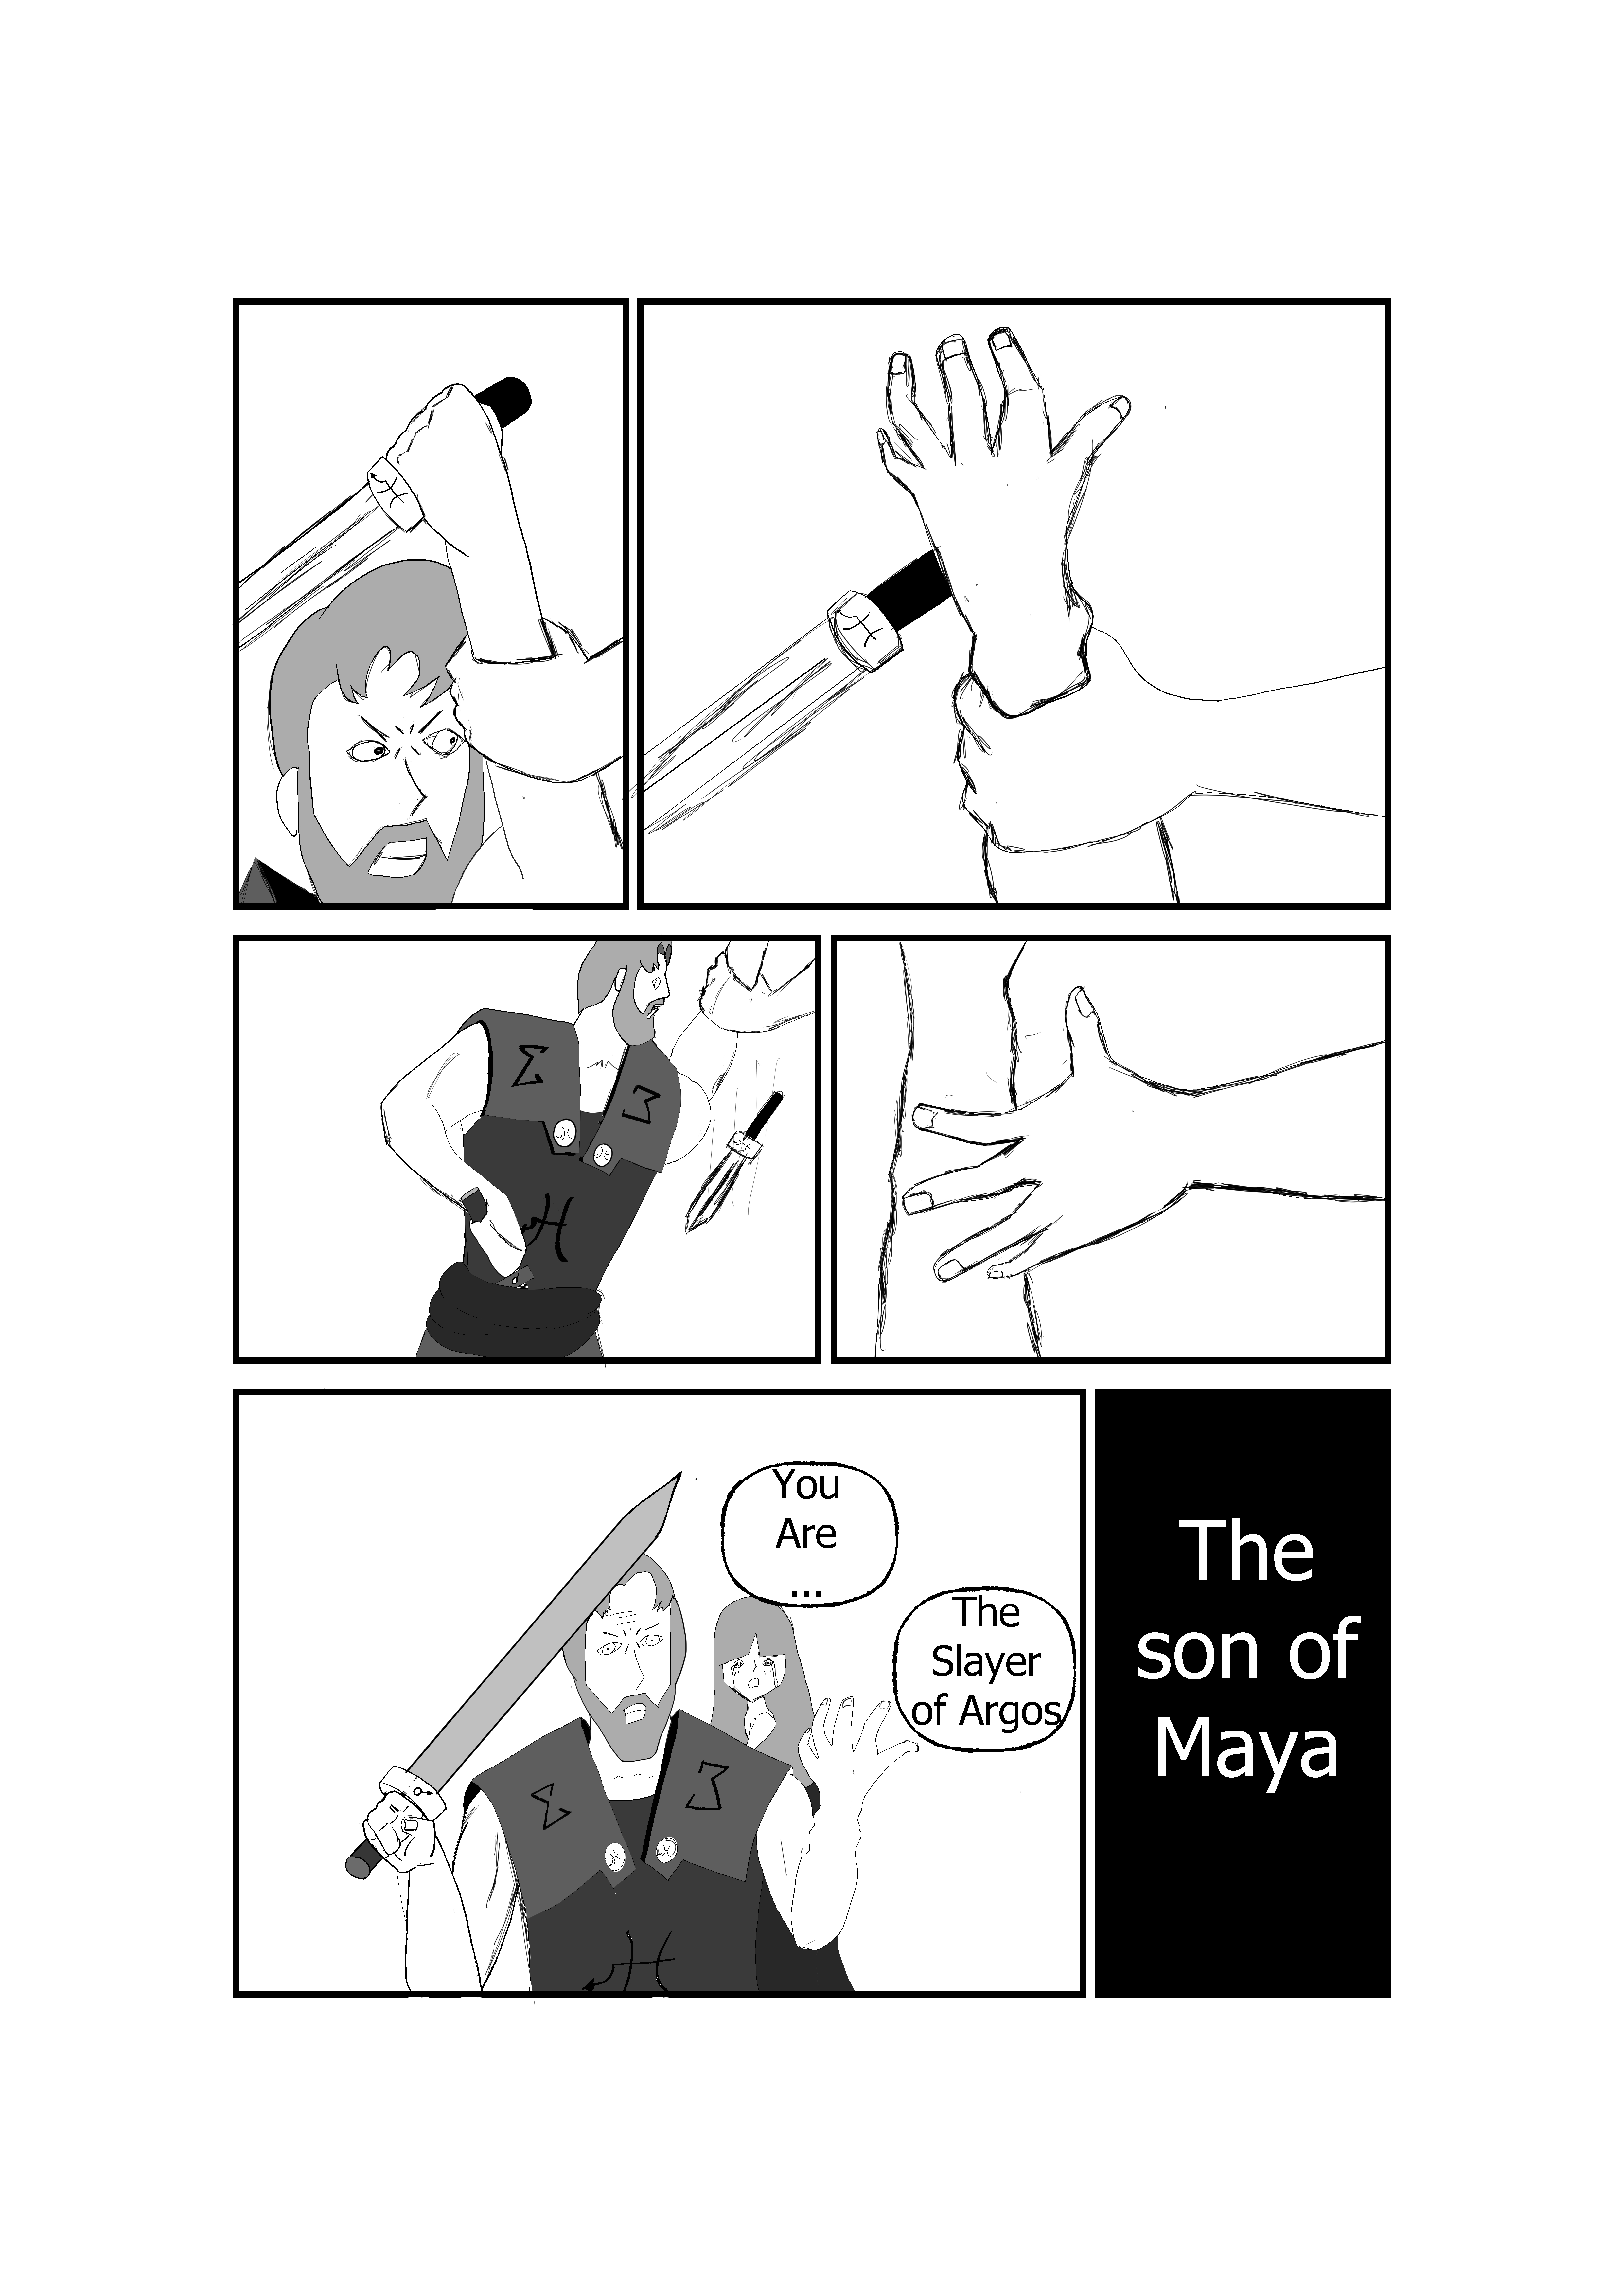 You
Are
...
The
Slayer
of Argos
The
son of
Maya